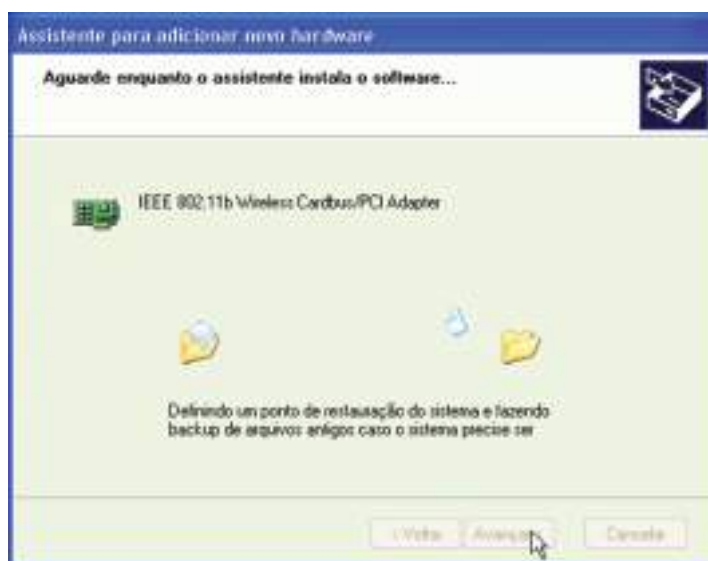 Assistente para adicionar novo hardware
Aguarde enquanto o assistente instala o software...
IEEE 802.11b Wireless Cardbus/PCI Adapter
Definindo um ponto de restauração do sistema e fazendo
backup de arquivos antigos caso o sistema precise ser
< Voltar Avançar > Cancelar